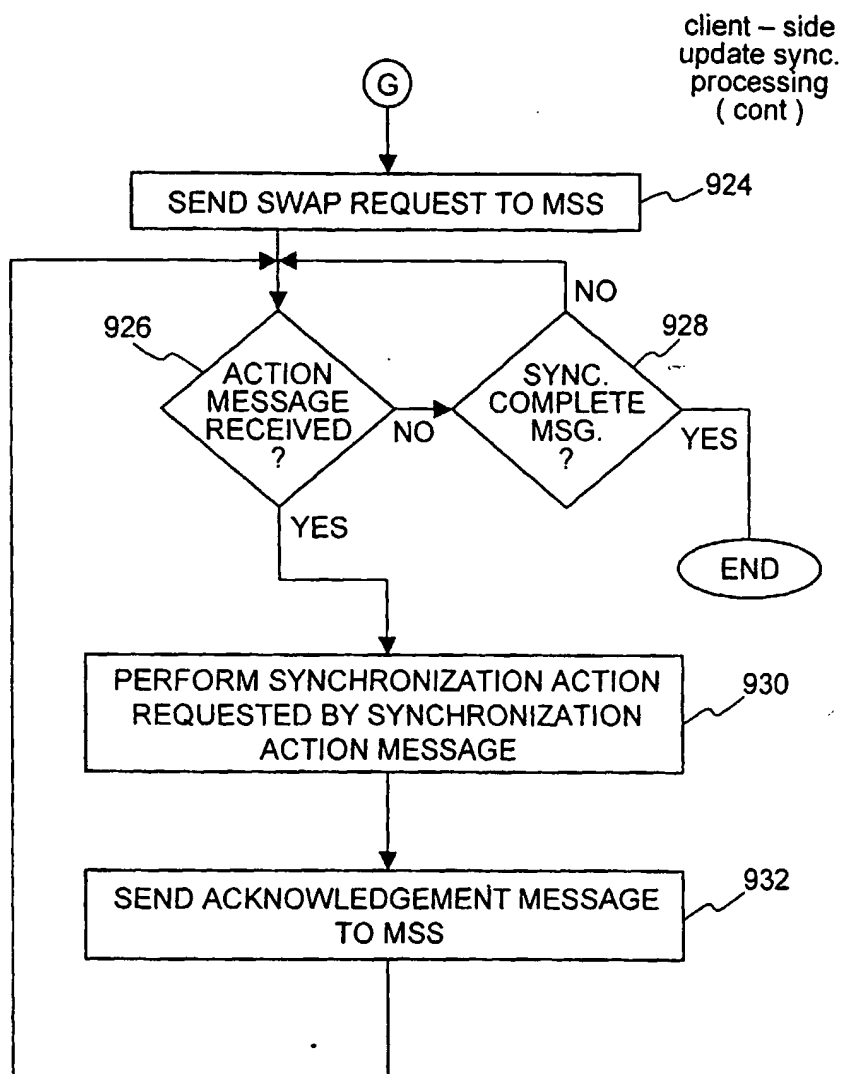 client – side
update sync.
processing
( cont )
G
SEND SWAP REQUEST TO MSS
924
NO
926
928
ACTION
MESSAGE
RECEIVED
?
NO
SYNC.
COMPLETE
MSG.
?
YES
YES
END
PERFORM SYNCHRONIZATION ACTION
REQUESTED BY SYNCHRONIZATION
ACTION MESSAGE
930
SEND ACKNOWLEDGEMENT MESSAGE
TO MSS
932